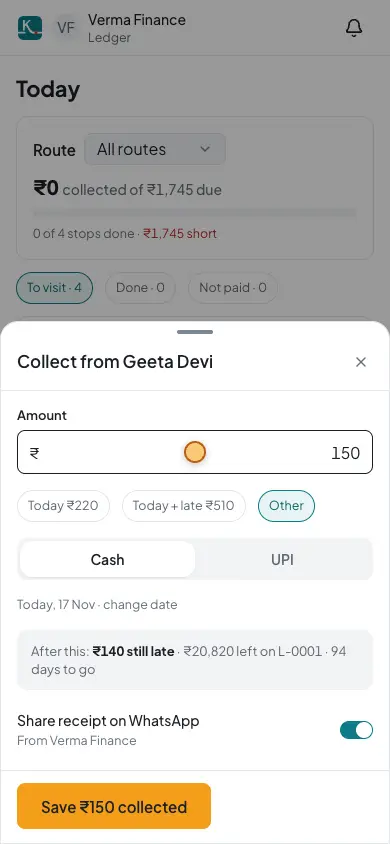 K
VF
Verma Finance
Ledger
Today
Route All routes
₹0 collected of ₹1,745 due
0 of 4 stops done · ₹1,745 short
To visit · 4 Done · 0 Not paid · 0
Collect from Geeta Devi
Amount
₹ 150
Today ₹220 Today + late ₹510 Other
Cash UPI
Today, 17 Nov · change date
After this: ₹140 still late · ₹20,820 left on L-0001 · 94
days to go
Share receipt on WhatsApp
From Verma Finance
Save ₹150 collected